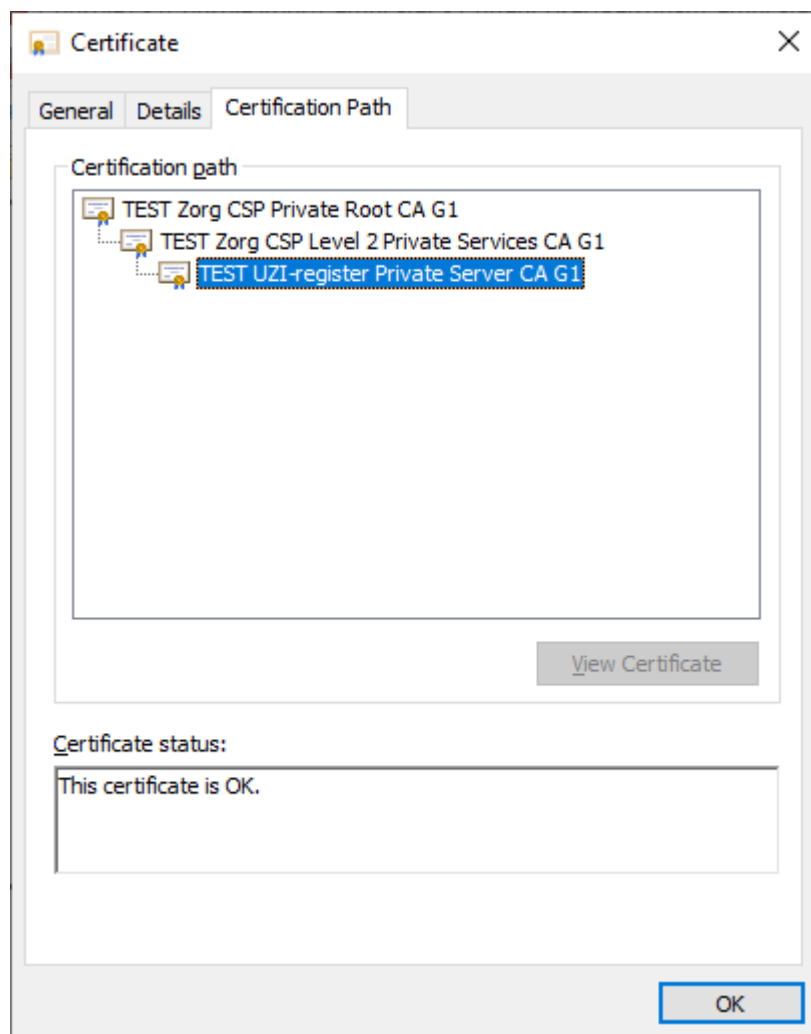 Certificate
General Details Certification Path
Certification path
TEST Zorg CSP Private Root CA G1
TEST Zorg CSP Level 2 Private Services CA G1
TEST UZI-register Private Server CA G1
View Certificate
Certificate status:
This certificate is OK.
OK